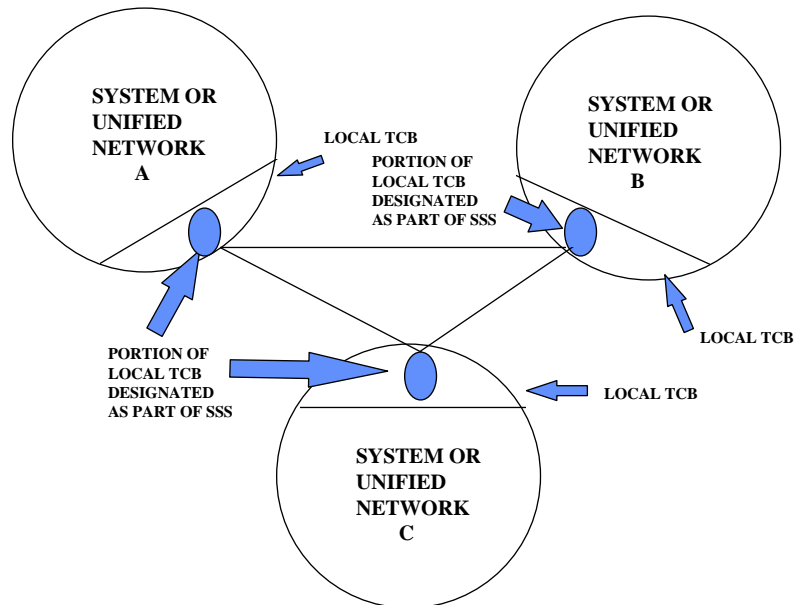 SYSTEM OR
UNIFIED
NETWORK
A
LOCAL TCB
PORTION OF
LOCAL TCB
DESIGNATED
AS PART OF SSS
SYSTEM OR
UNIFIED
NETWORK
B
LOCAL TCB
PORTION OF
LOCAL TCB
DESIGNATED
AS PART OF SSS
LOCAL TCB
SYSTEM OR
UNIFIED
NETWORK
C